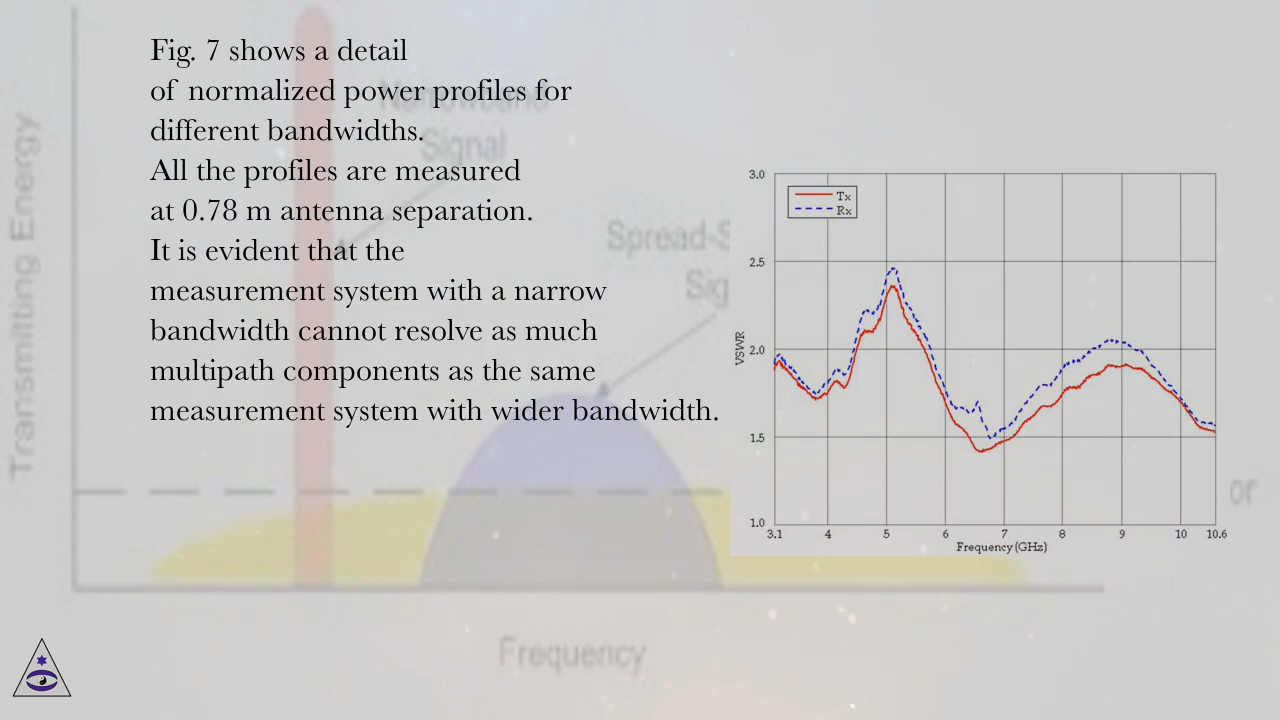 Fig. 7 shows a detail
of normalized power profiles for
different bandwidths.
All the profiles are measured
at 0.78 m antenna separation.
It is evident that the
measurement system with a narrow
bandwidth cannot resolve as much
multipath components as the same
measurement system with wider bandwidth.
Transmitting Energy
Signal
Spread-S
Sig
or
Frequency
Tx
Rx
VSWR
3.0
2.5
2.0
1.5
1.0
3.1 4 5 6 7 8 9 10 10.6
Frequency (GHz)